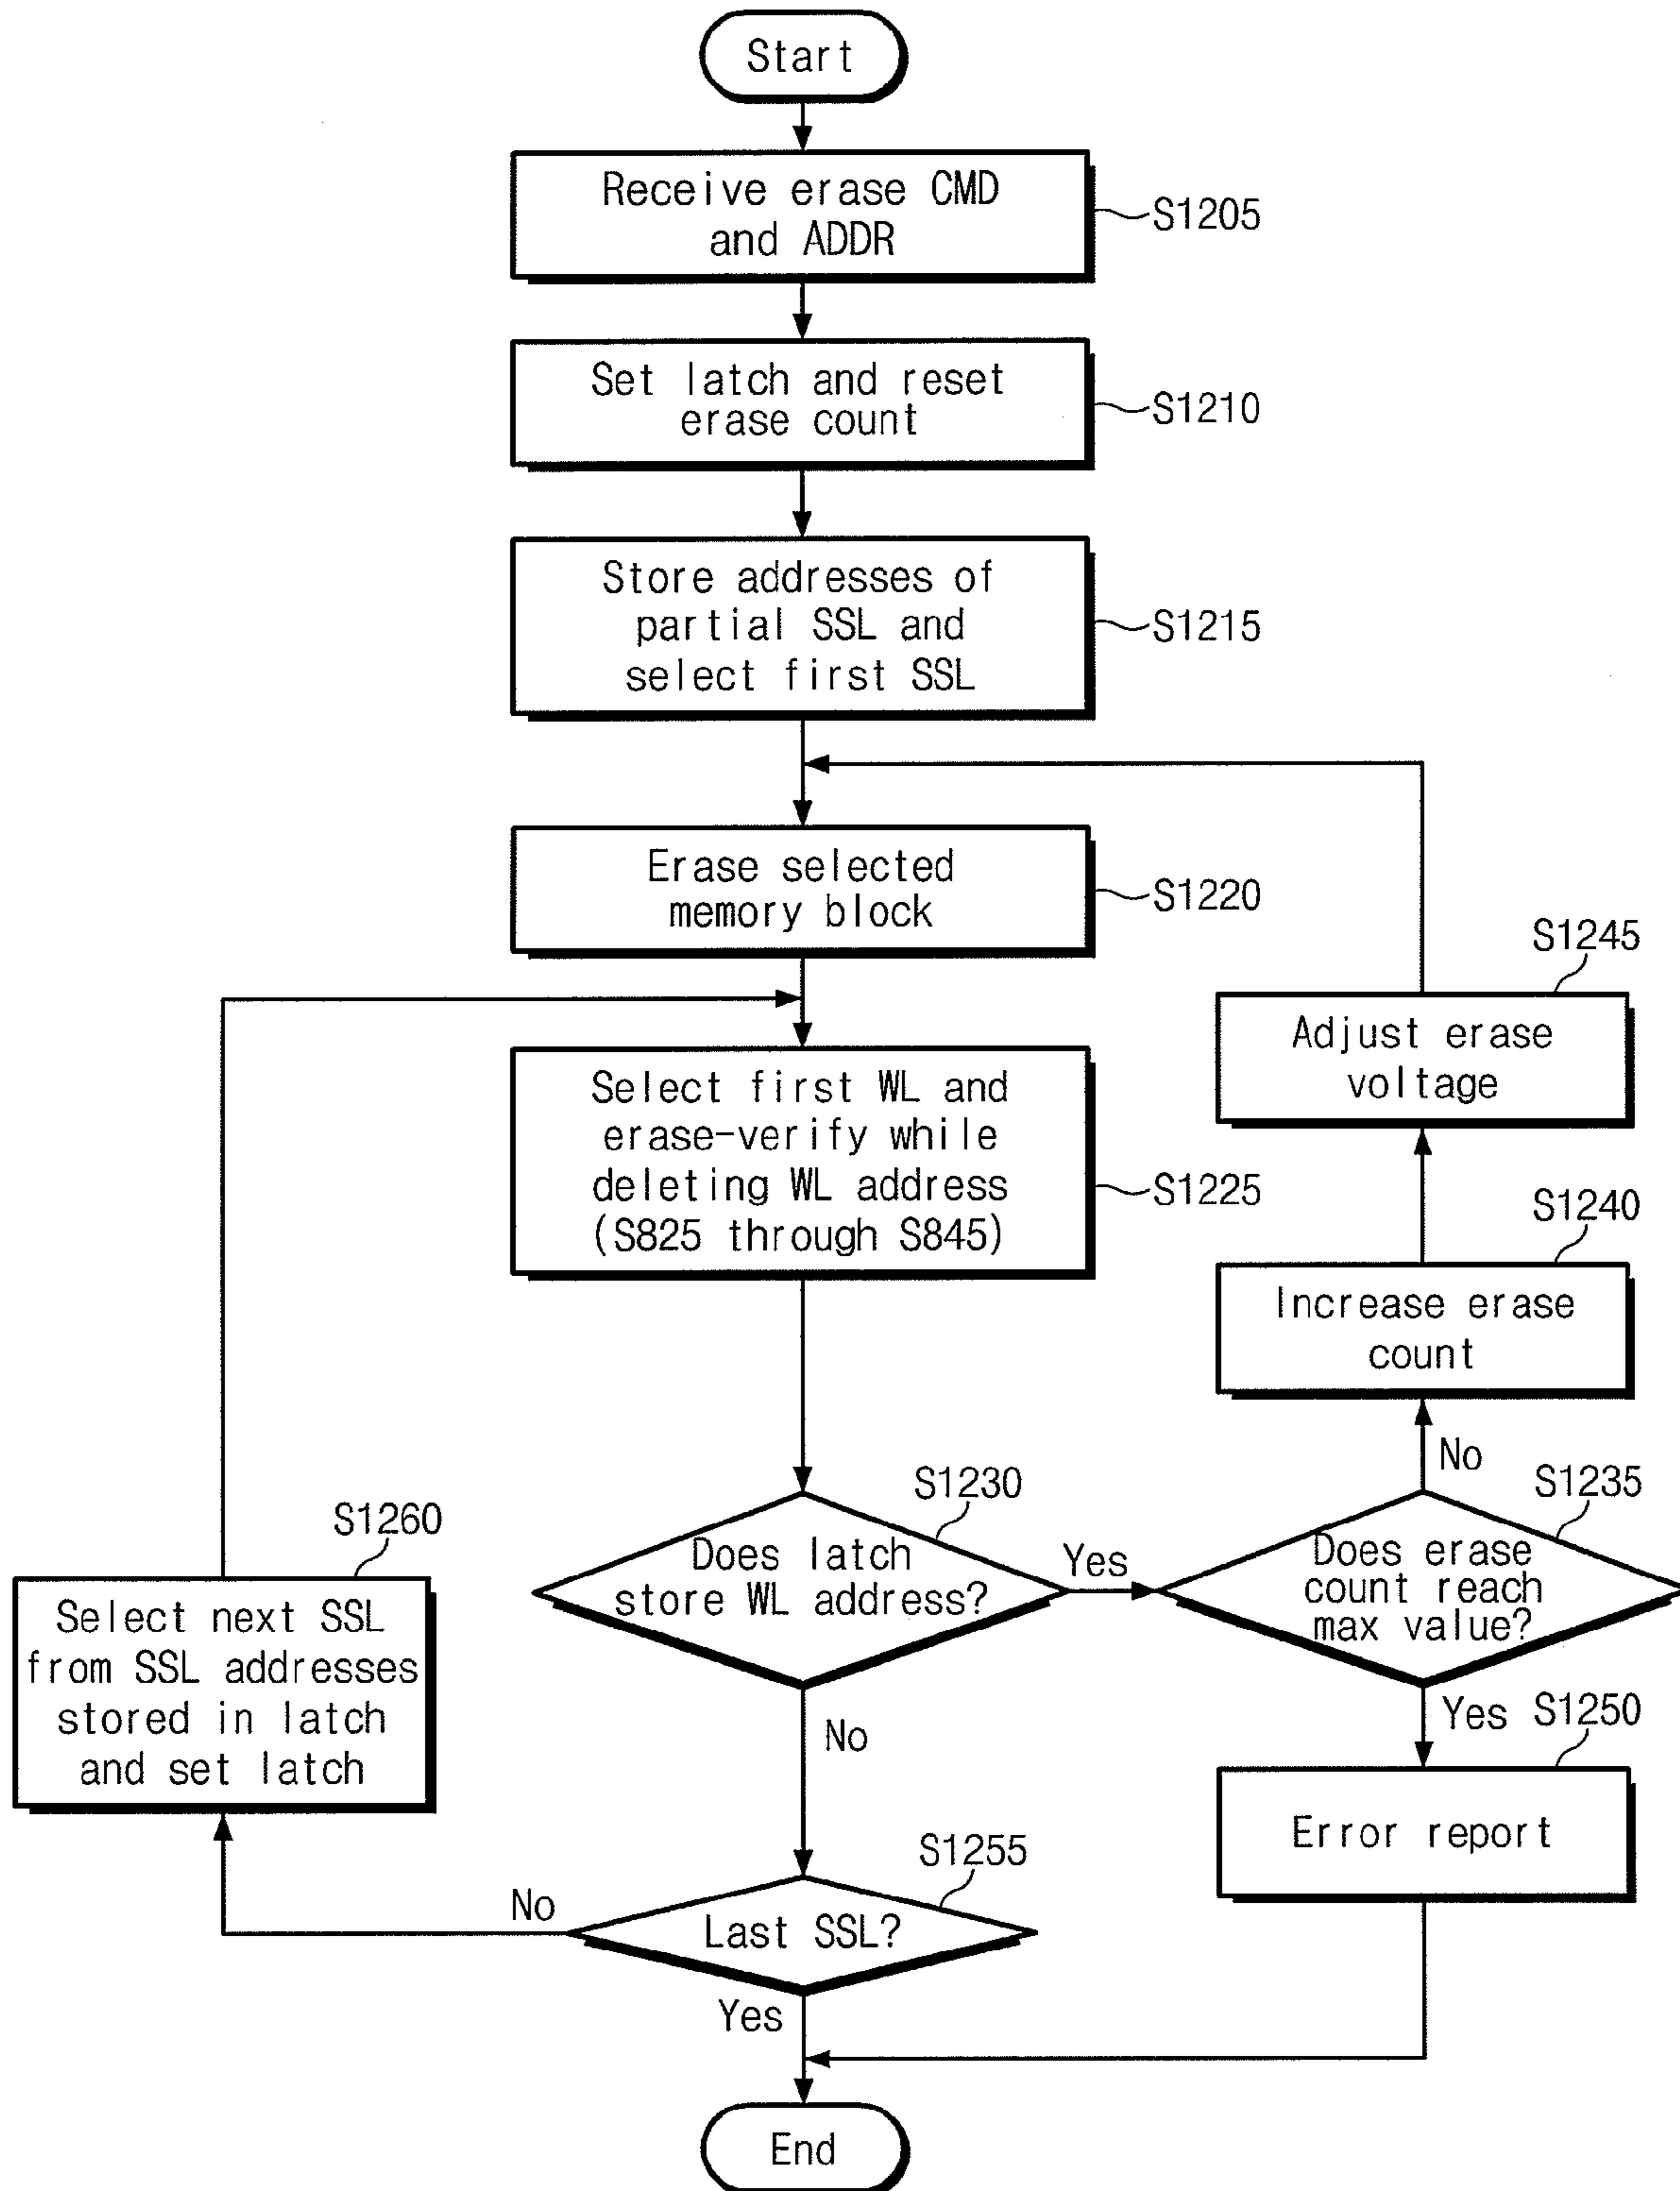 Start
Receive erase CMD
and ADDR
S1205
Set latch and reset
erase count
S1210
Store addresses of
partial SSL and
select first SSL
S1215
Erase selected
memory block
S1220
S1245
Adjust erase
voltage
Select first WL and
erase-verify while
deleting WL address
(S825 through S845)
S1225
S1240
Increase erase
count
No
S1230
Does latch
store WL address?
Yes
S1235
Does erase
count reach
max value?
S1260
Select next SSL
from SSL addresses
stored in latch
and set latch
No
Yes
S1250
Error report
S1255
Last SSL?
No
Yes
End